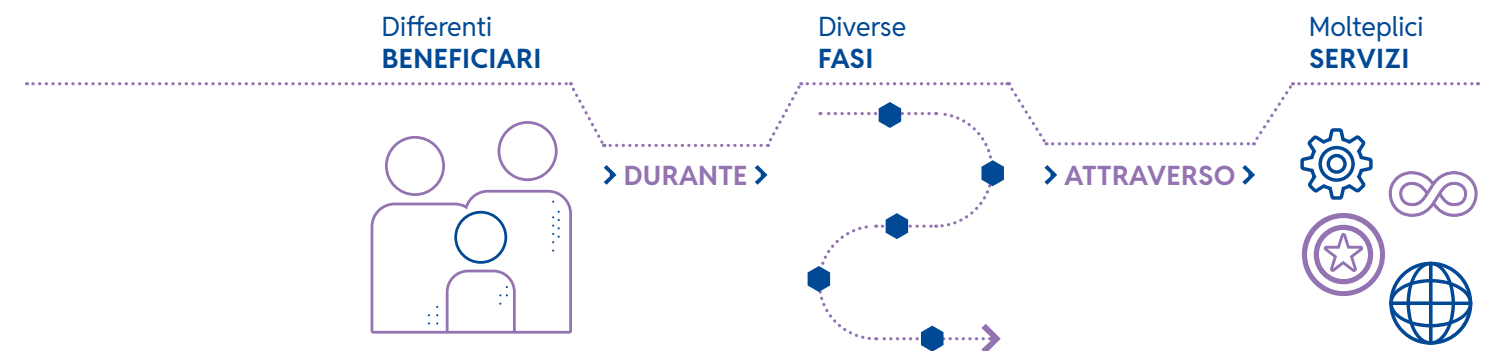 Differenti
BENEFICIARI
DURANTE
Diverse
FASI
ATTRAVERSO
Molteplici
SERVIZI